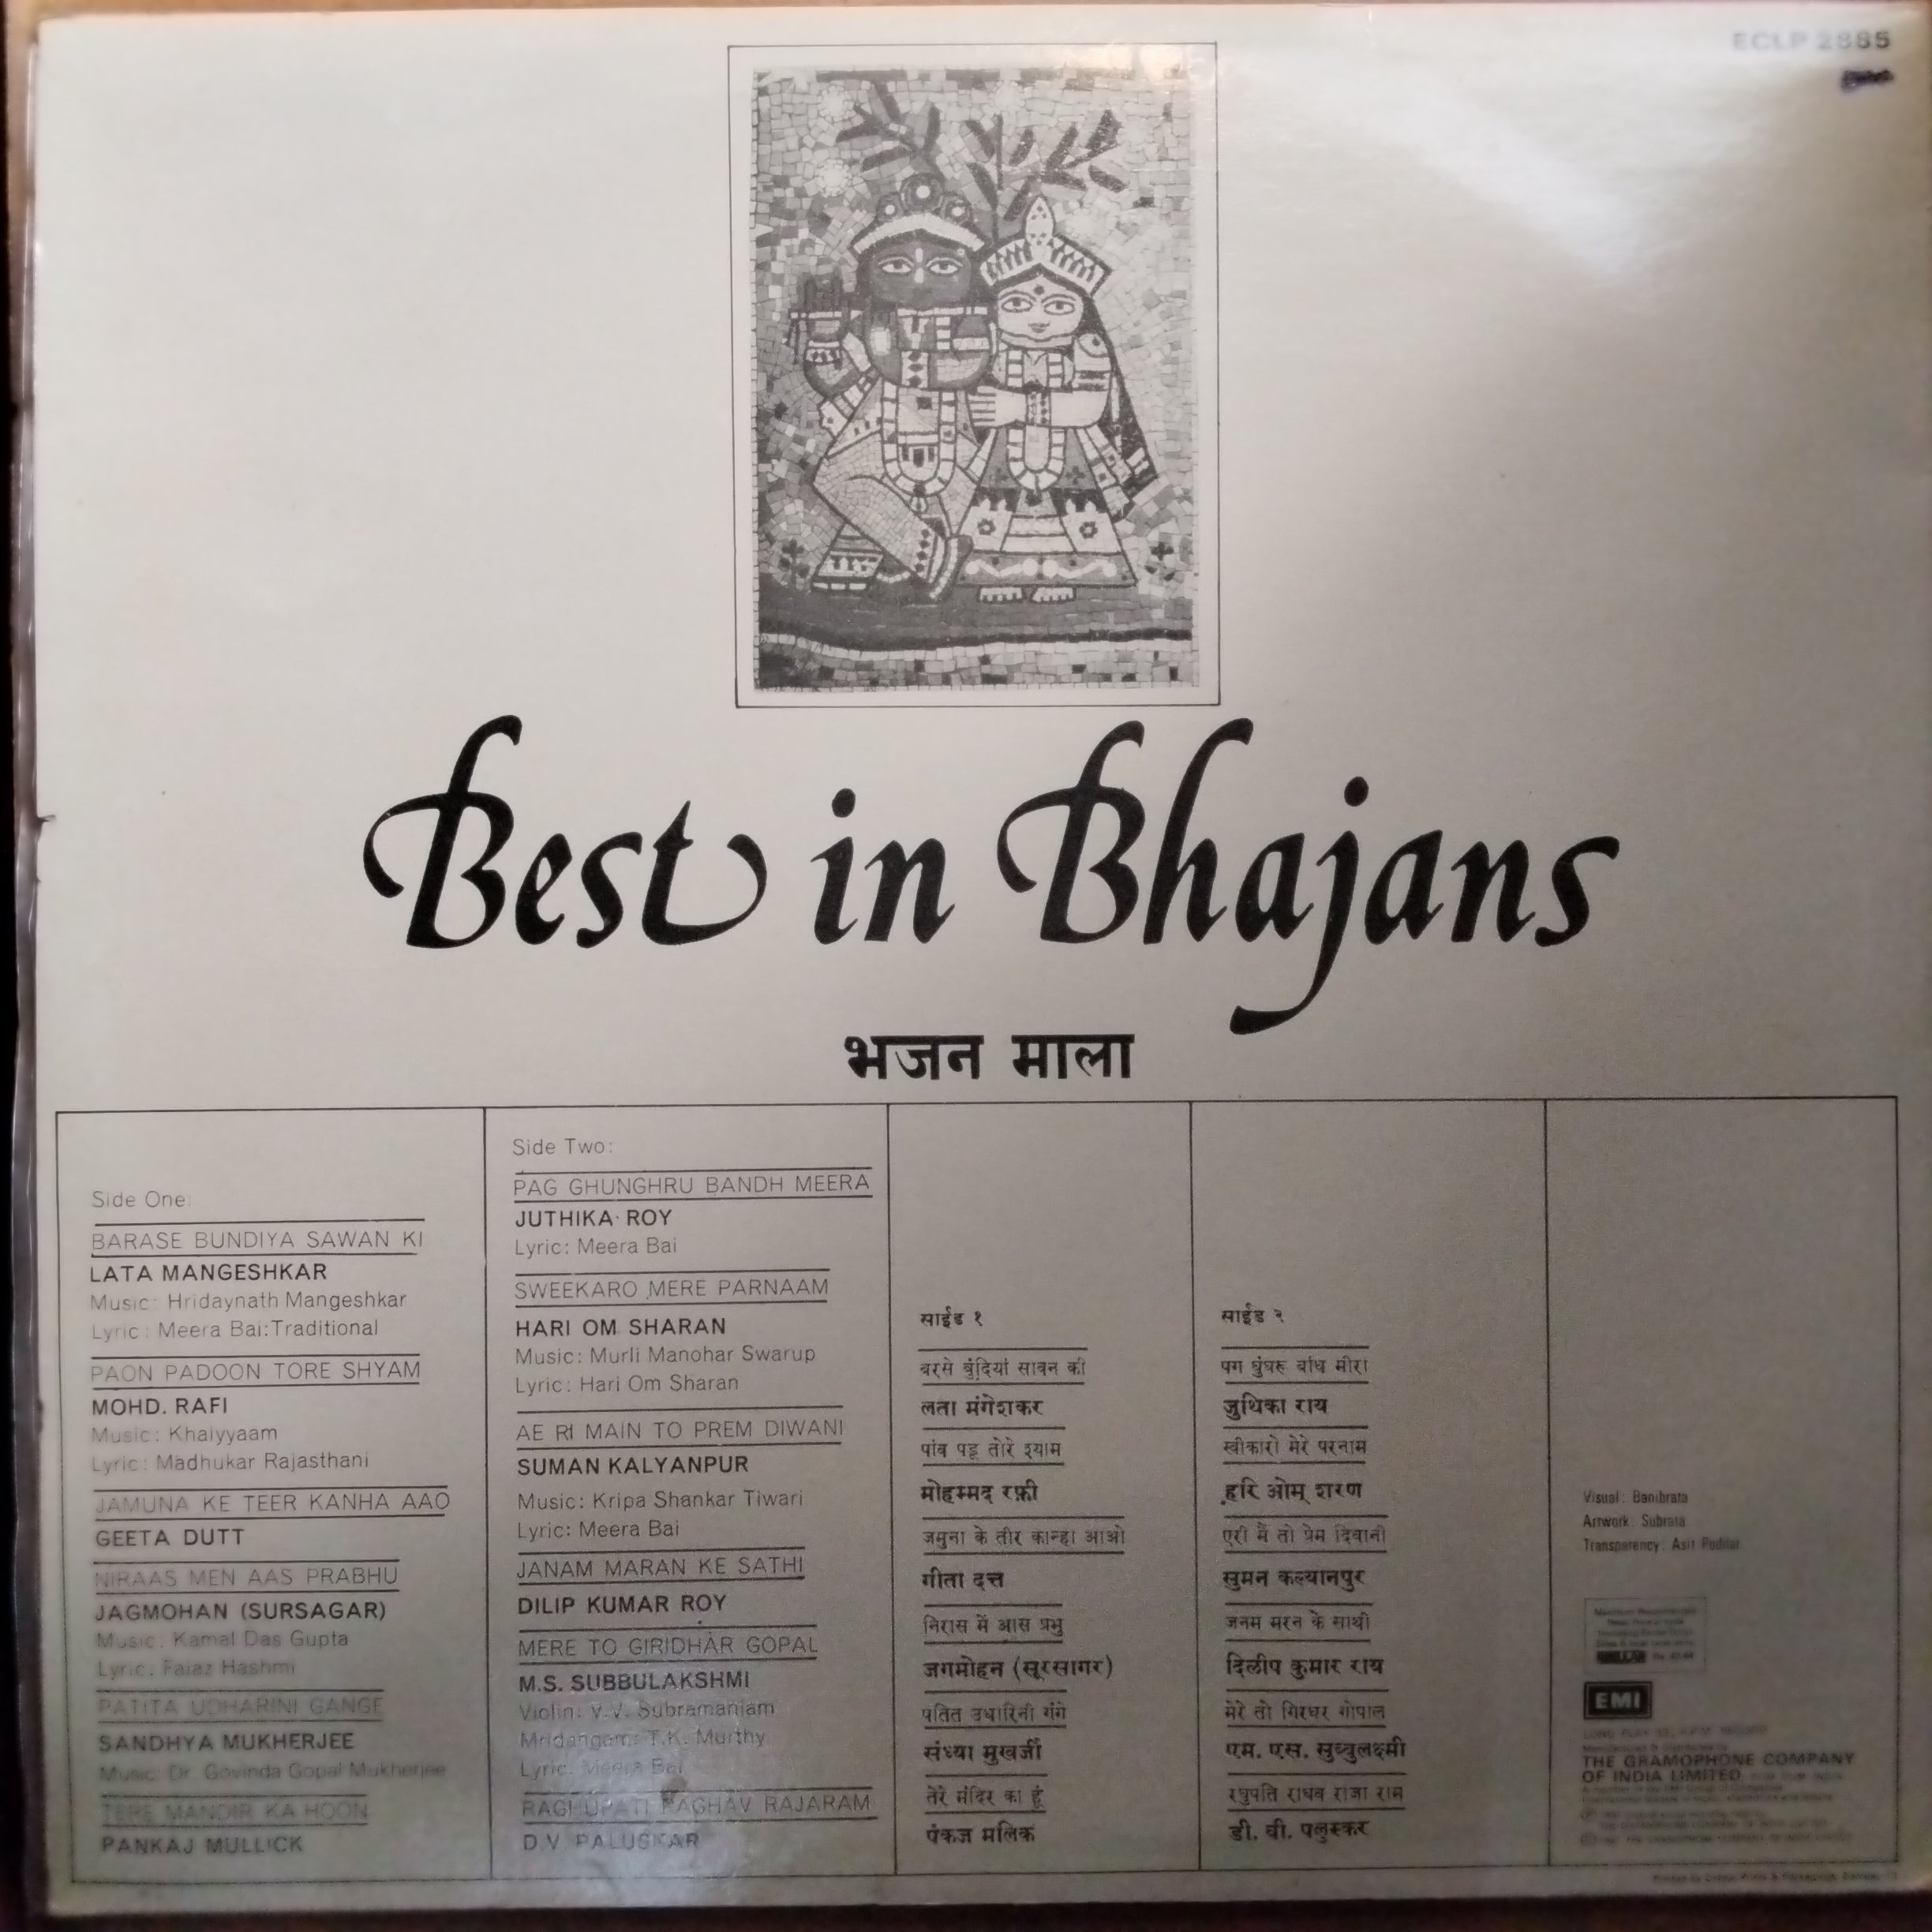 ECLP 2885
Best in Bhajans
भजन माला
Side One:
BARASE BUNDIYA SAWAN KI
LATA MANGESHKAR
Music: Hridaynath Mangeshkar
Lyric: Meera Bai:Traditional
PAON PADOON TORE SHYAM
MOHD. RAFI
Music: Khaiyyaam
Lyric: Madhukar Rajasthani
JAMUNA KE TEER KANHA AAO
GEETA DUTT
NIRAAS MEN AAS PRABHU
JAGMOHAN (SURSAGAR)
Music: Kamal Das Gupta
Lyric: Faiaz Hashmi
PATITA UDHARINI GANGE
SANDHYA MUKHERJEE
Music: Dr. Govinda Gopal Mukherjee
TERE MANDIR KA HOON
PANKAJ MULLICK
Side Two:
PAG GHUNGHRU BANDH MEERA
JUTHIKA ROY
Lyric: Meera Bai
SWEEKARO MERE PARNAAM
HARI OM SHARAN
Music: Murli Manohar Swarup
Lyric: Hari Om Sharan
AE RI MAIN TO PREM DIWANI
SUMAN KALYANPUR
Music: Kripa Shankar Tiwari
Lyric: Meera Bai
JANAM MARAN KE SATHI
DILIP KUMAR ROY
MERE TO GIRIDHAR GOPAL
M.S. SUBBULAKSHMI
Violin: V.V. Subramaniam
Mridangam: T.K. Murthy
Lyric: Meera Bai
RAGHUPATI RAGHAV RAJARAM
D.V. PALUSKAR
साईड १
बरसे बुंदियां सावन की
लता मंगेशकर
पांव पडू तोरे श्याम
मोहम्मद रफ़ी
जमुना के तीर कान्हा आओ
गीता दत्त
निरास में आस प्रभु
जगमोहन (सूरसागर)
पतित उधारिनी गंगे
संध्या मुखर्जी
तेरे मंदिर का हूं
पंकज मलिक
साईड २
पग घुंघरु बांध मीरा
जुथिका राय
स्वीकारो मेरे परनाम
हरि ओम् शरण
एरी मैं तो प्रेम दिवानी
सुमन कल्यानपुर
जनम मरन के साथी
दिलीप कुमार राय
मेरे तो गिरधर गोपाल
एम. एस. सुब्बुलक्ष्मी
रघुपति राघव राजा राम
डी. वी. पलुस्कर
Visual: Banibrata
Artwork: Subrata
Transparency: Asit Poddar
EMI
LONG PLAY 33⅓ R.P.M. RECORD
THE GRAMOPHONE COMPANY
OF INDIA LIMITED